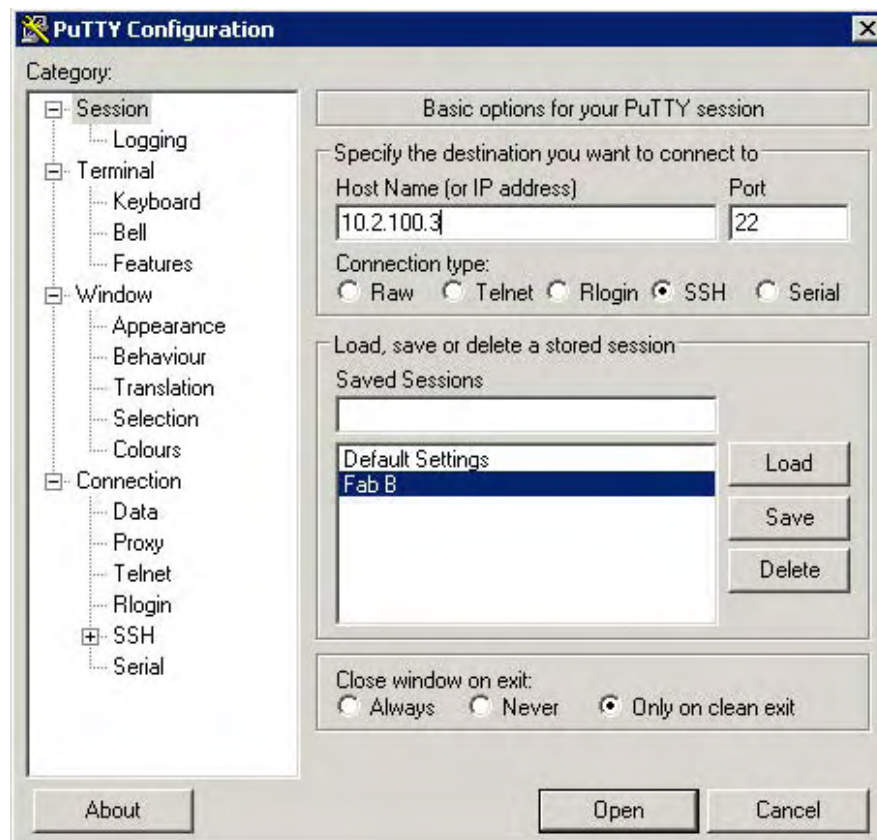 PuTTY Configuration
Category:
Session
Logging
Terminal
Keyboard
Bell
Features
Window
Appearance
Behaviour
Translation
Selection
Colours
Connection
Data
Proxy
Telnet
Rlogin
SSH
Serial
Basic options for your PuTTY session
Specify the destination you want to connect to
Host Name (or IP address) Port
10.2.100.3 22
Connection type:
Raw Telnet Rlogin SSH Serial
Load, save or delete a stored session
Saved Sessions
Default Settings
Fab B
Load
Save
Delete
Close window on exit:
Always Never Only on clean exit
About Open Cancel